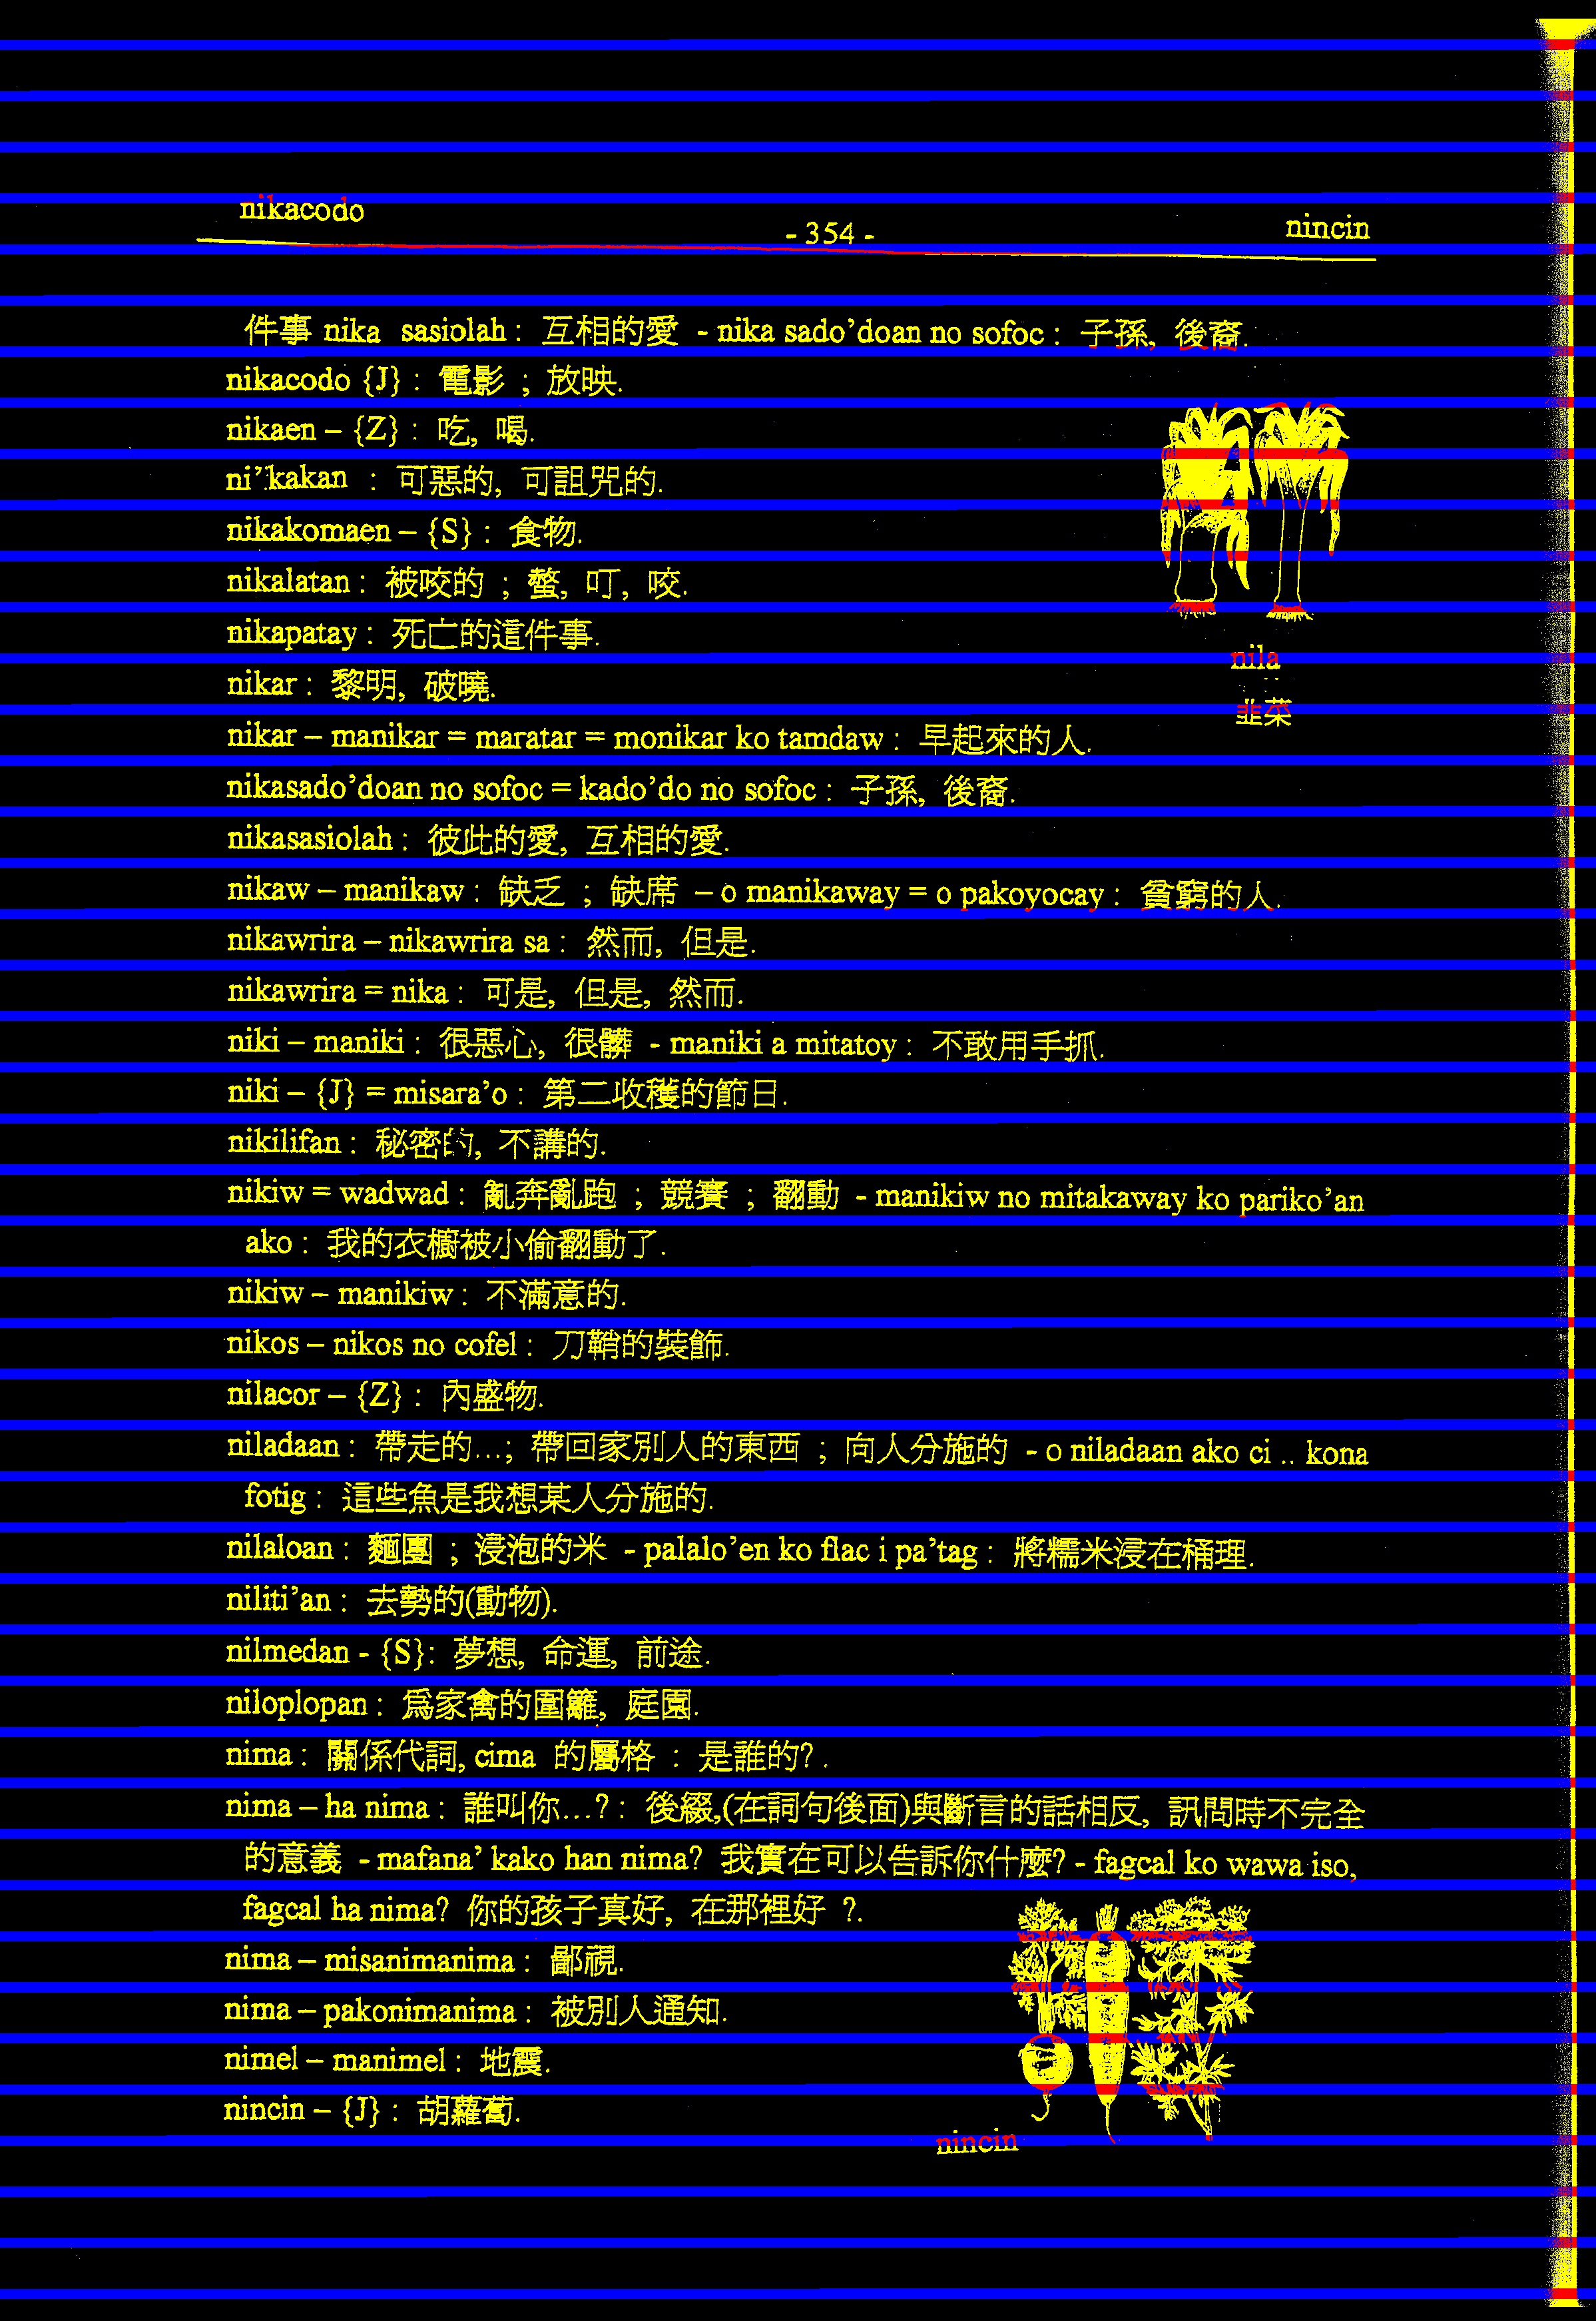 nikacodo - 354 - nincin
件事 nika sasiolah : 互相的愛 - nika sado’doan no sofoc : 子孫, 後裔.
nikacodo {J} : 電影 ; 放映.
nikaen – {Z} : 吃, 喝.
ni’kakan : 可惡的, 可詛咒的.
nikakomaen – {S} : 食物.
nikalatan : 被咬的 ; 螫, 叮, 咬.
nikapatay : 死亡的這件事.
nila
nikar : 黎明, 破曉.
韭菜
nikar – manikar = maratar = monikar ko tamdaw : 早起來的人.
nikasado’doan no sofoc = kado’do no sofoc : 子孫, 後裔.
nikasasiolah : 彼此的愛, 互相的愛.
nikaw – manikaw : 缺乏 ; 缺席 – o manikaway = o pakoyocay : 貧窮的人.
nikawrira – nikawrira sa : 然而, 但是.
nikawrira = nika : 可是, 但是, 然而.
niki – maniki : 很惡心, 很髒 - maniki a mitatoy : 不敢用手抓.
niki – {J} = misara’o : 第二收穫的節日.
nikilifan : 秘密的, 不講的.
nikiw = wadwad : 亂奔亂跑 ; 競賽 ; 翻動 - manikiw no mitakaway ko pariko’an
ako : 我的衣櫥被小偷翻動了.
nikiw – manikiw : 不滿意的.
nikos – nikos no cofel : 刀鞘的裝飾.
nilacor – {Z} : 內盛物.
niladaan : 帶走的...; 帶回家別人的東西 ; 向人分施的 - o niladaan ako ci .. kona
fotig : 這些魚是我想某人分施的.
nilaloan : 麵團 ; 浸泡的米 - palalo’en ko flac i pa’tag : 將糯米浸在桶理.
niliti’an : 去勢的(動物).
nilmedan - {S}: 夢想, 命運, 前途.
niloplopan : 爲家禽的圍籬, 庭園.
nima : 關係代詞, cima 的屬格 : 是誰的? .
nima – ha nima : 誰叫你...? : 後綴,(在詞句後面)與斷言的話相反, 訊問時不完全
的意義 - mafana’ kako han nima? 我實在可以告訴你什麼? - fagcal ko wawa iso,
fagcal ha nima? 你的孩子真好, 在那裡好 ?.
nima – misanimanima : 鄙視.
nima – pakonimanima : 被別人通知.
nimel – manimel : 地震.
nincin – {J} : 胡蘿蔔.
nincin